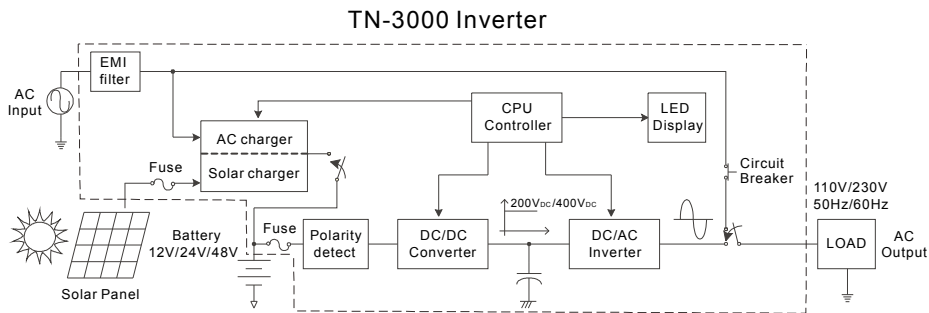 TN-3000 Inverter
EMI
filter
AC
Input
CPU
Controller
LED
Display
AC charger
Solar charger
Fuse
Circuit
Breaker
110V/230V
50Hz/60Hz
200VDC/400VDC
Battery
12V/24V/48V
Fuse
Polarity
detect
DC/DC
Converter
DC/AC
Inverter
LOAD
AC
Output
Solar Panel